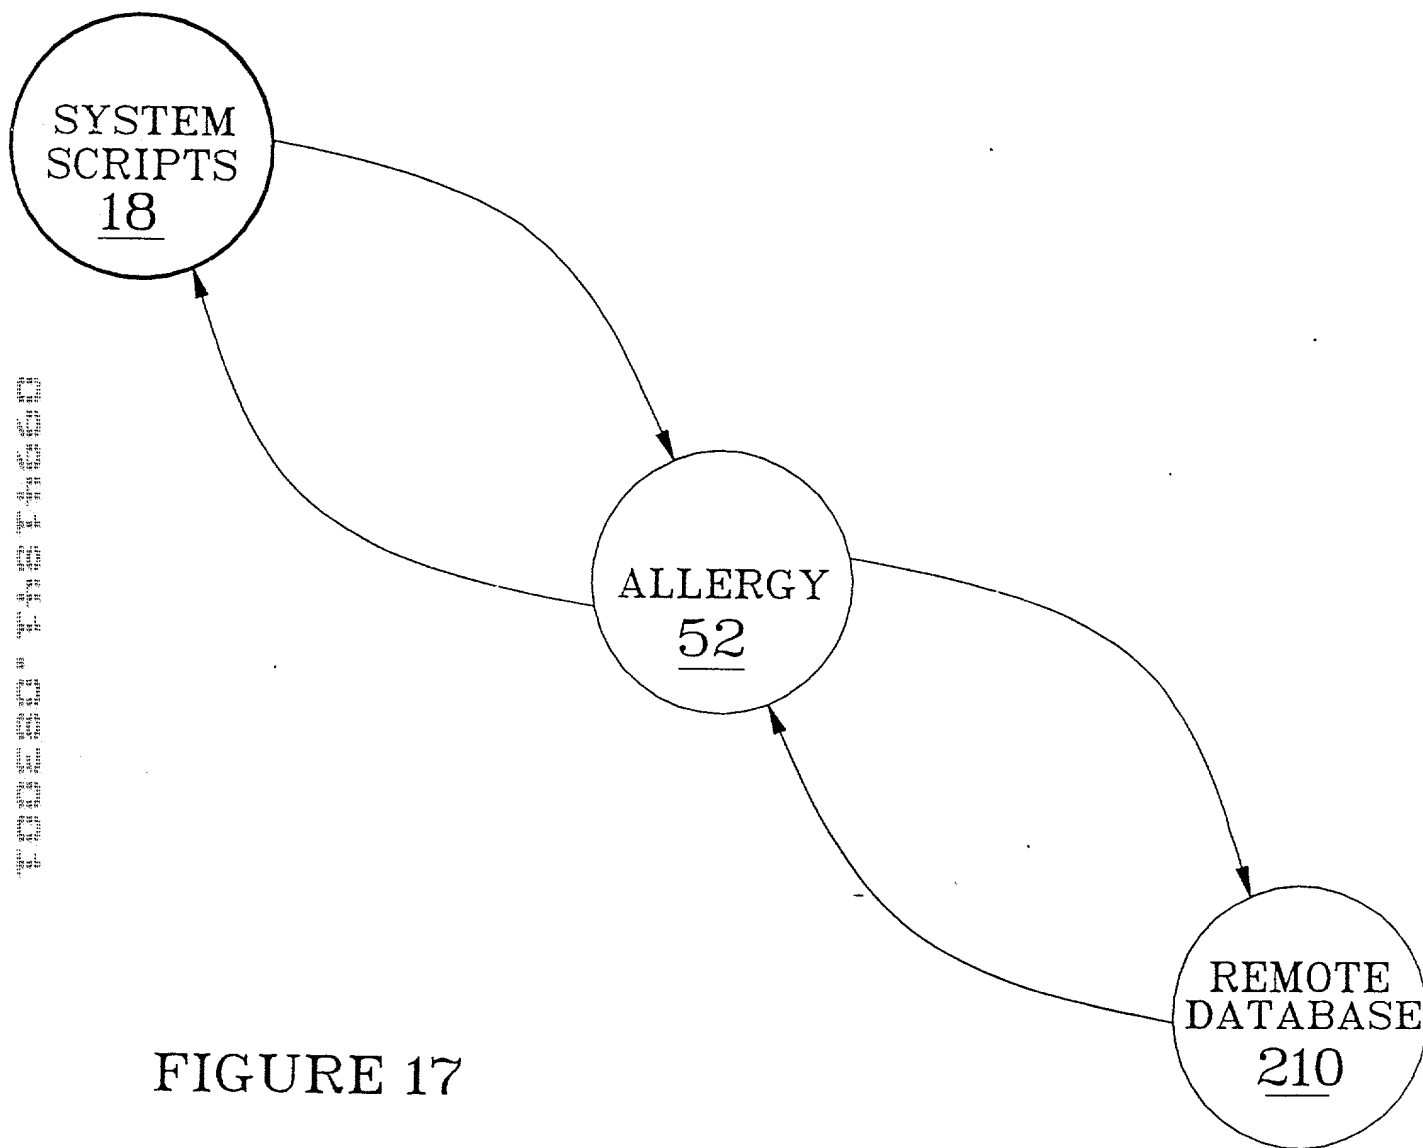 SYSTEM
SCRIPTS
18
ALLERGY
52
REMOTE
DATABASE
210
FIGURE 17